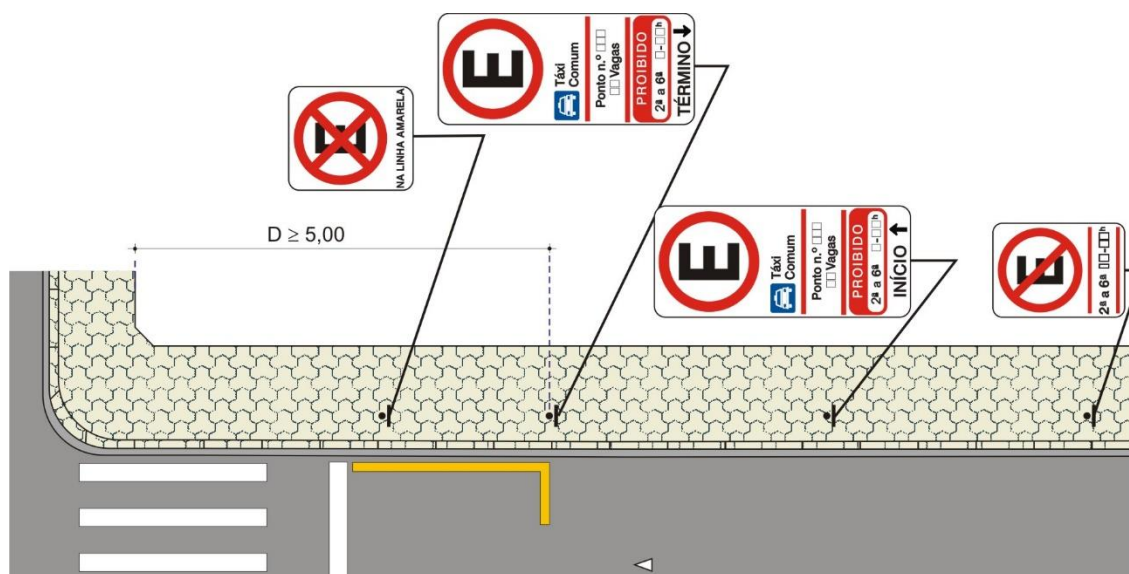 E
NA LINHA AMARELA
E
Táxi
Comum
Ponto n.º □□□
□□ Vagas
PROIBIDO
2ª a 6ª □-□□h
TÉRMINO ↓
D ≥ 5,00
E
Táxi
Comum
Ponto n.º □□□
□□ Vagas
PROIBIDO
2ª a 6ª □-□□h
INÍCIO ↑
E
2ª a 6ª □□-□□h